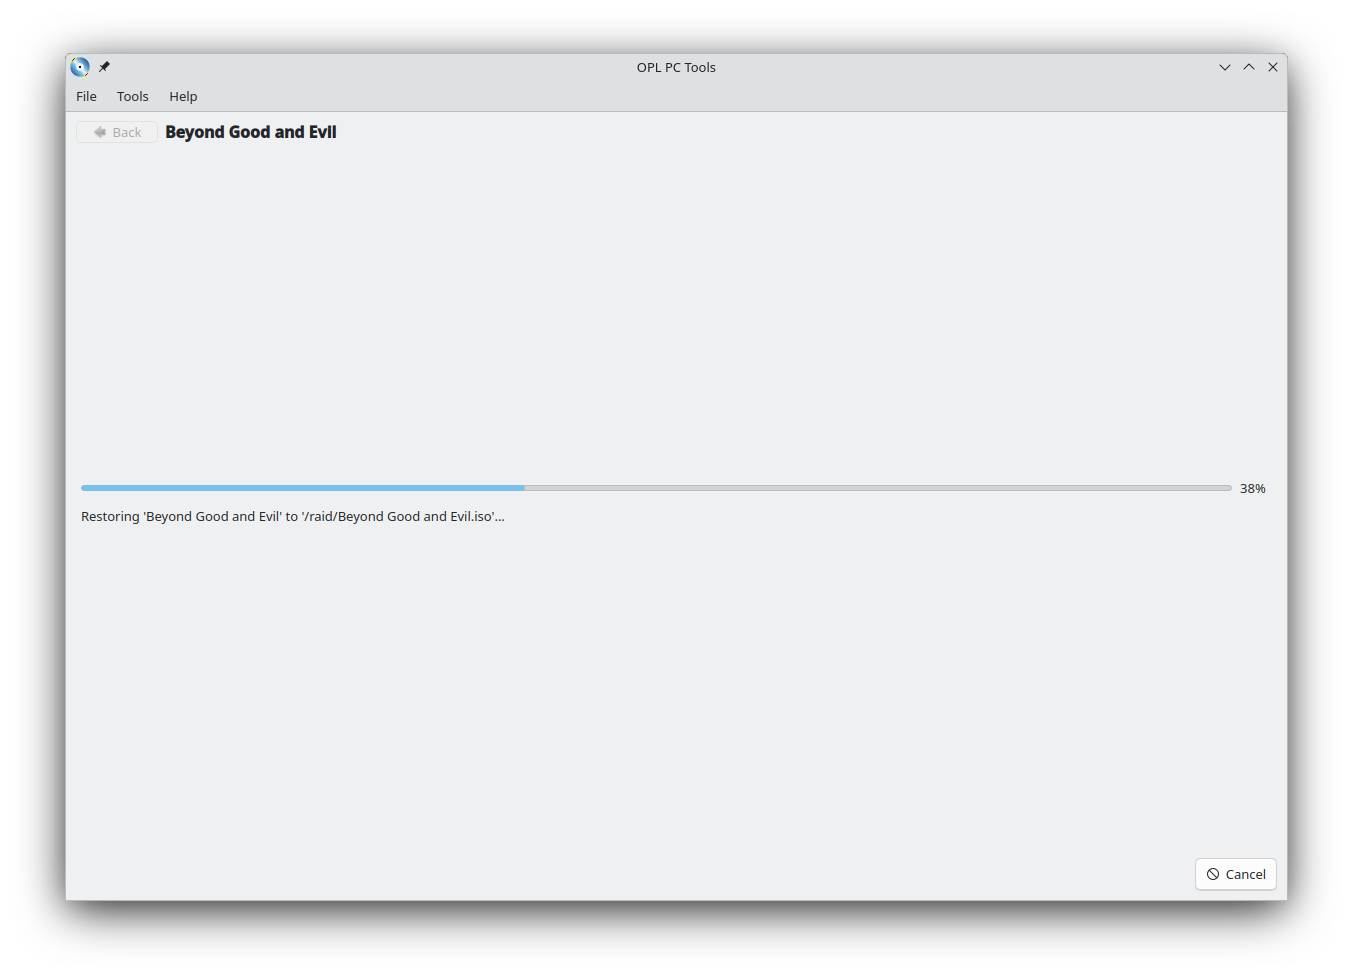 OPL PC Tools
File Tools Help
Back Beyond Good and Evil
38%
Restoring 'Beyond Good and Evil' to '/raid/Beyond Good and Evil.iso'...
Cancel